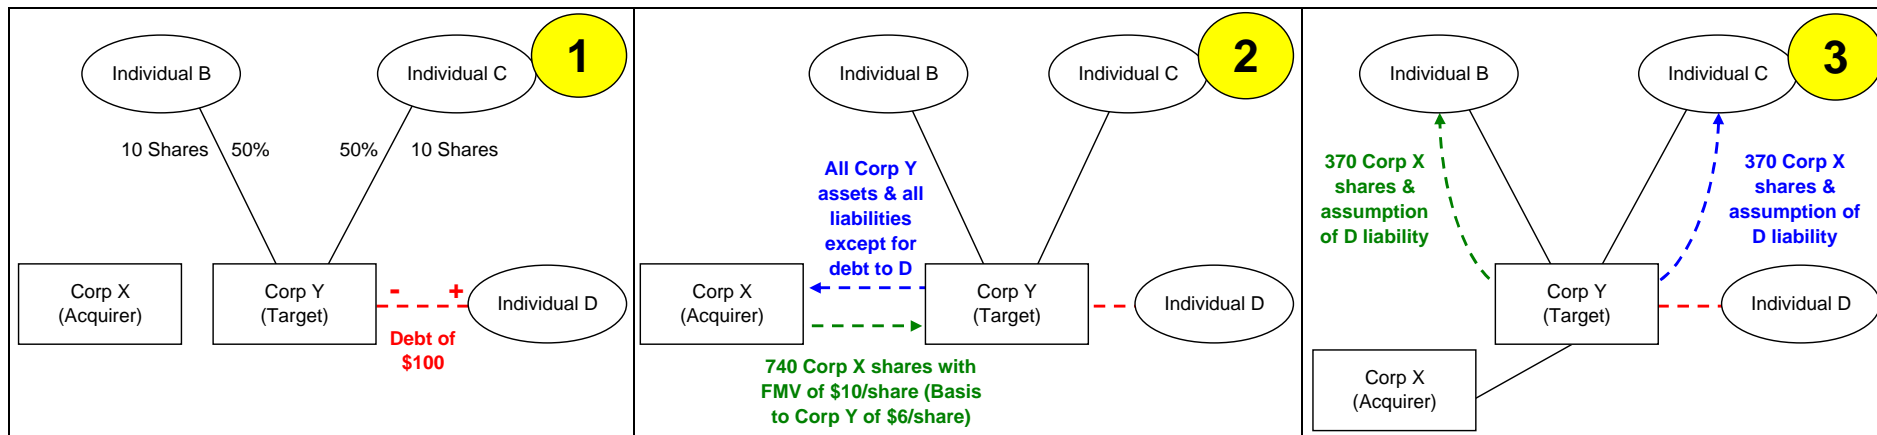 1
Individual B
Individual C
10 Shares 50%
50% 10 Shares
Corp X
(Acquirer)
Corp Y
(Target)
- +
Individual D
Debt of
$100
2
Individual B
Individual C
All Corp Y
assets & all
liabilities
except for
debt to D
Corp X
(Acquirer)
Corp Y
(Target)
Individual D
740 Corp X shares with
FMV of $10/share (Basis
to Corp Y of $6/share)
3
Individual B
Individual C
370 Corp X
shares &
assumption
of D liability
370 Corp X
shares &
assumption of
D liability
Corp Y
(Target)
Individual D
Corp X
(Acquirer)